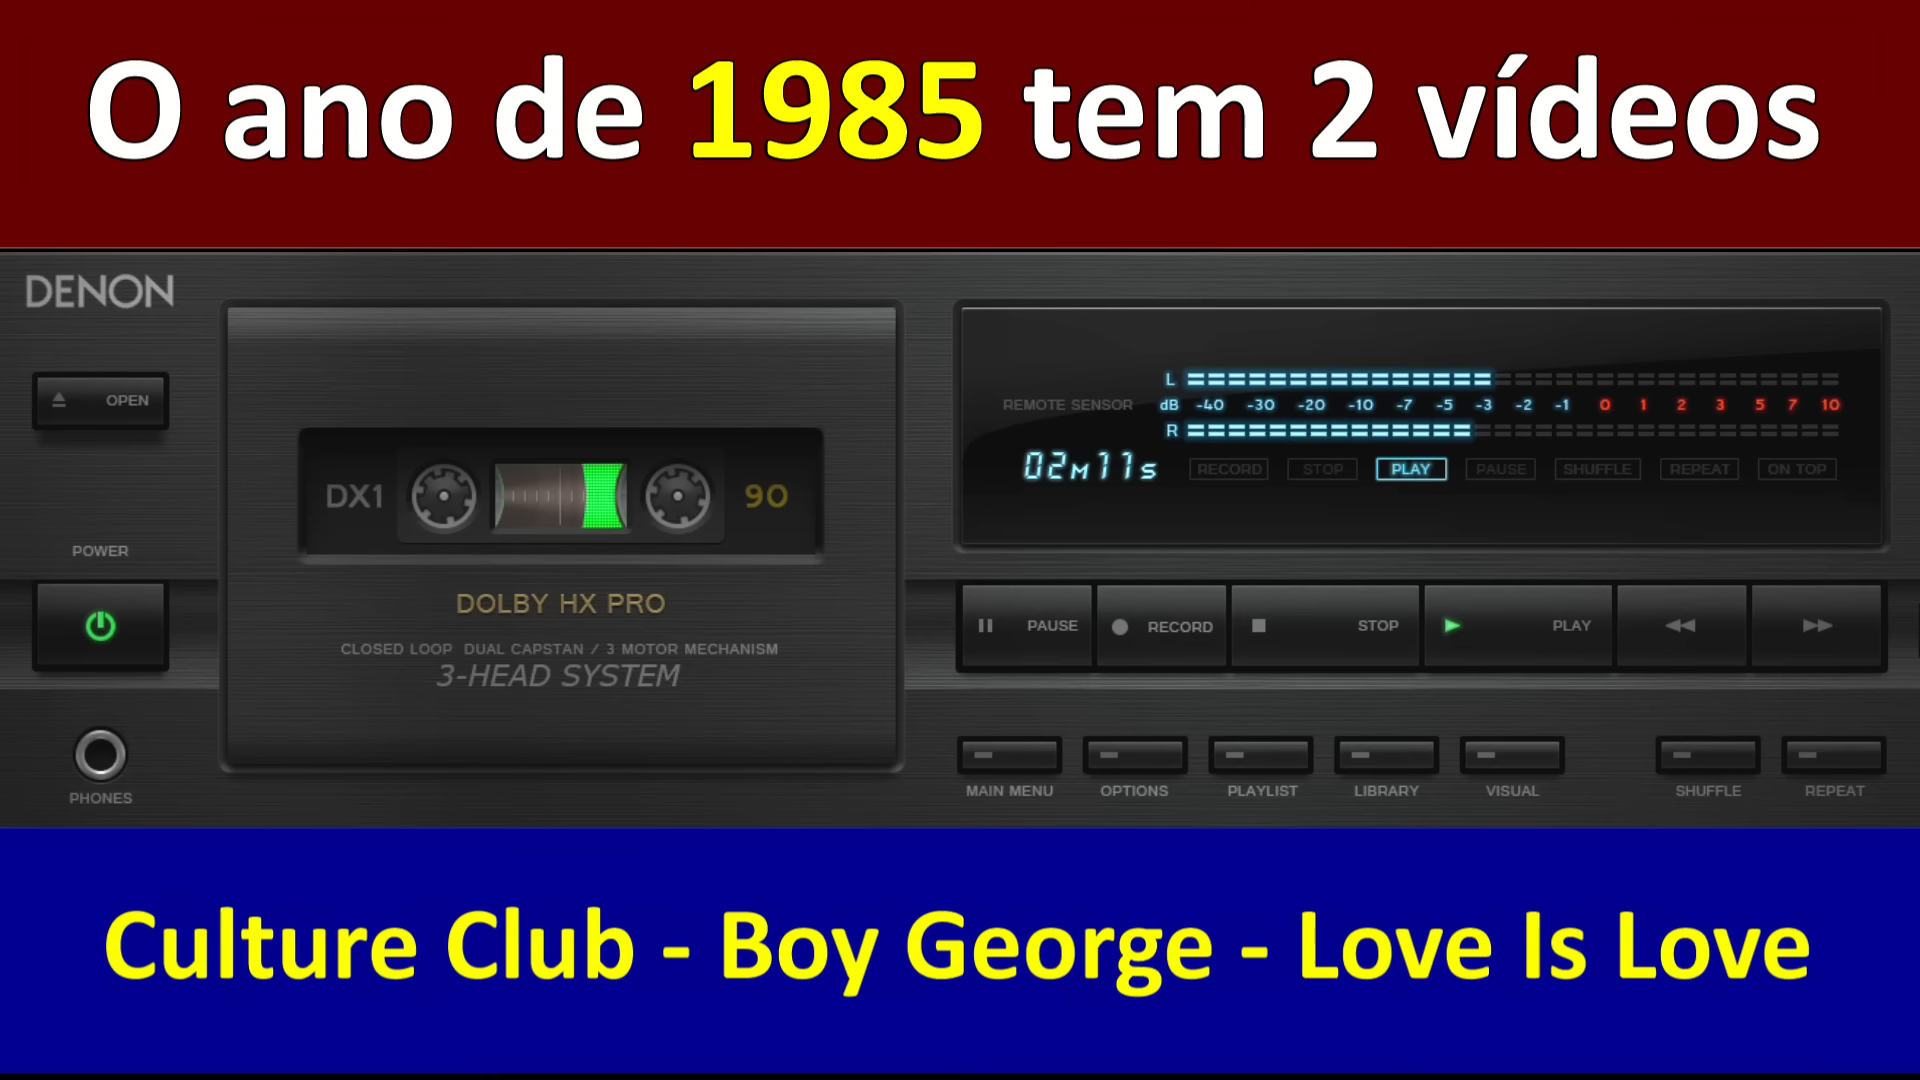 O ano de 1985 tem 2 vídeos
DENON
OPEN
POWER
PHONES
DX1
90
DOLBY HX PRO
CLOSED LOOP DUAL CAPSTAN / 3 MOTOR MECHANISM
3-HEAD SYSTEM
L
REMOTE SENSOR dB -40 -30 -20 -10 -7 -5 -3 -2 -1 0 1 2 3 5 7 10
R
02M11s RECORD STOP PLAY PAUSE SHUFFLE REPEAT ON TOP
PAUSE RECORD STOP PLAY
MAIN MENU OPTIONS PLAYLIST LIBRARY VISUAL SHUFFLE REPEAT
Culture Club - Boy George - Love Is Love